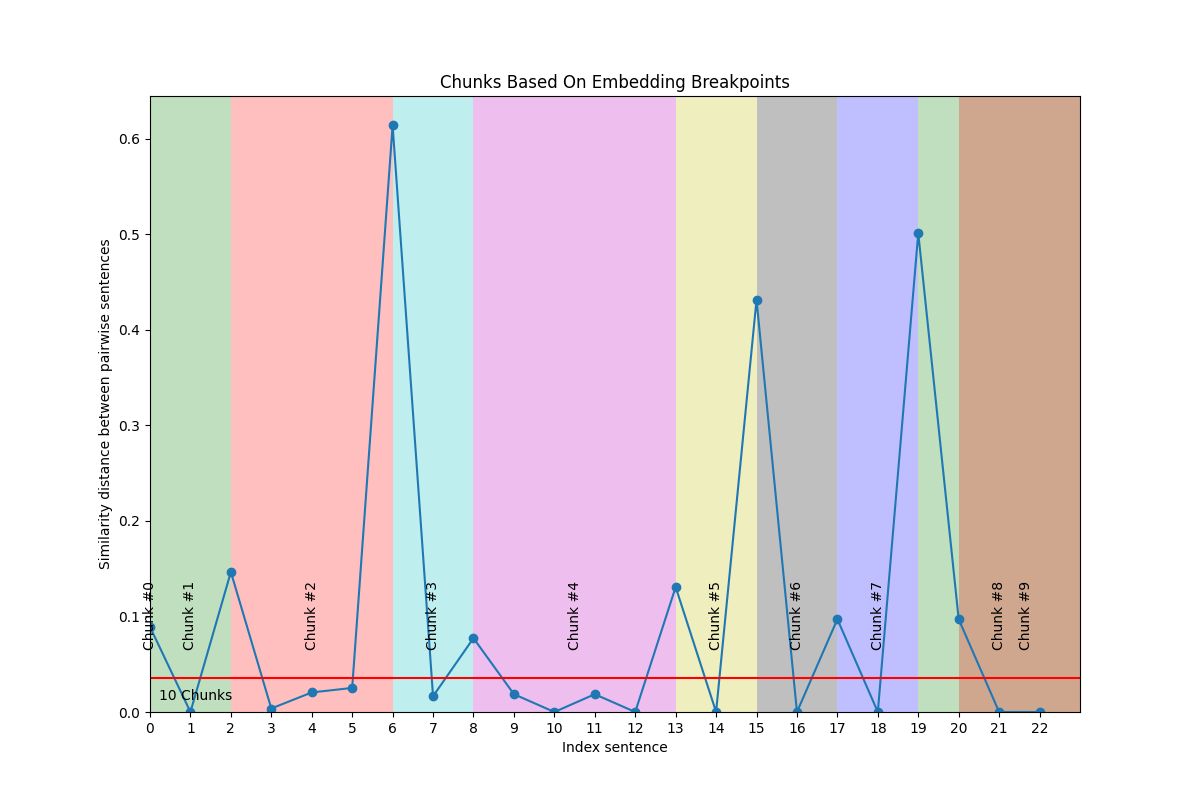 Chunks Based On Embedding Breakpoints
Similarity distance between pairwise sentences
0.6
0.5
0.4
0.3
0.2
0.1
0.0
Chunk #0
Chunk #1
Chunk #2
Chunk #3
Chunk #4
Chunk #5
Chunk #6
Chunk #7
Chunk #8
Chunk #9
10 Chunks
0 1 2 3 4 5 6 7 8 9 10 11 12 13 14 15 16 17 18 19 20 21 22
Index sentence